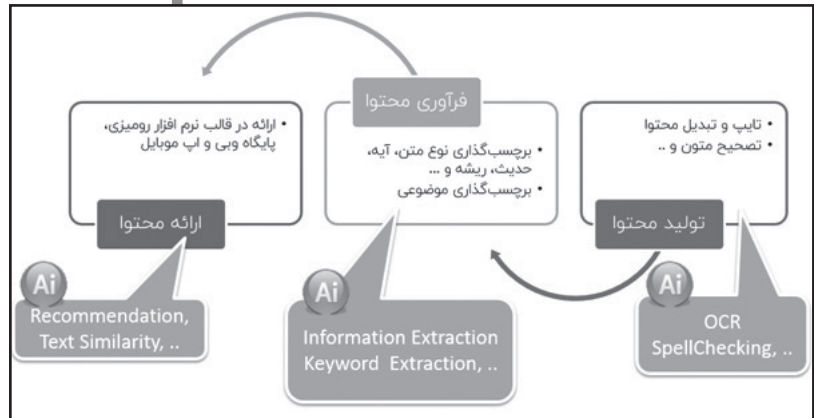 تولید محتوا
• تایپ و تبدیل محتوا
• تصحیح متون و ..
Ai
OCR
SpellChecking, ..
فرآوری محتوا
• برچسب‌گذاری نوع متن، آیه،
حدیث، ریشه و ...
• برچسب‌گذاری موضوعی
Ai
Information Extraction
Keyword Extraction, ..
ارائه محتوا
• ارائه در قالب نرم افزار رومیزی،
پایگاه وبی و اپ موبایل
Ai
Recommendation,
Text Similarity, ..